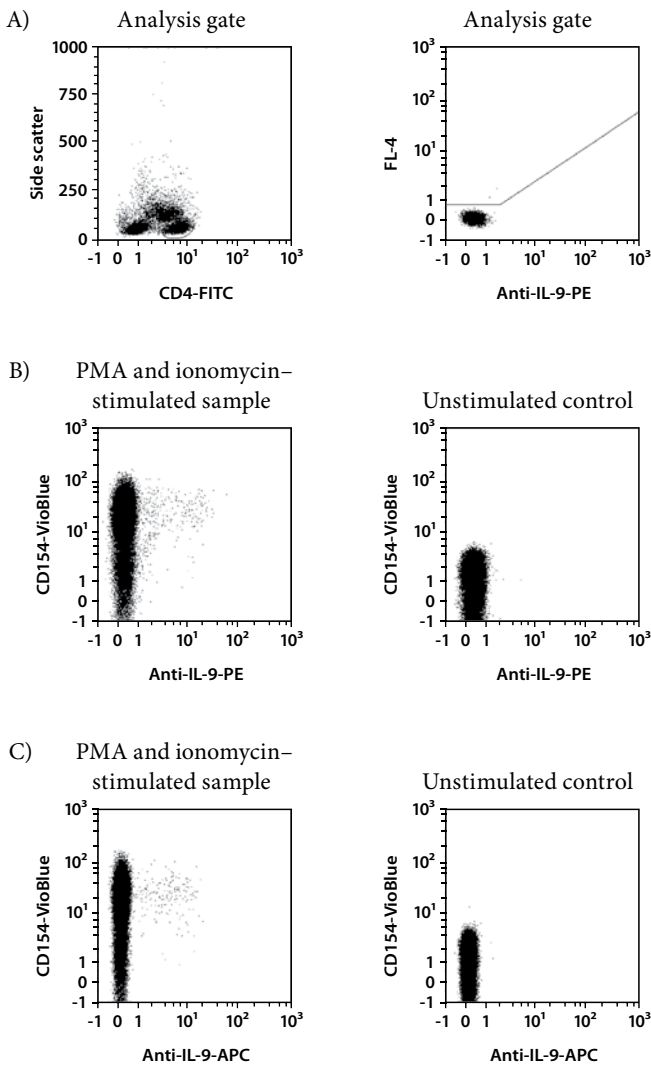 A)
Analysis gate
1000
750
500
250
0
Side scatter
-1 0 1 10¹ 10² 10³
CD4-FITC
Analysis gate
10³
10²
10¹
1
0
-1
FL-4
-1 0 1 10¹ 10² 10³
Anti-IL-9-PE
B)
PMA and ionomycin–
stimulated sample
10³
10²
10¹
1
0
-1
CD154-VioBlue
-1 0 1 10¹ 10² 10³
Anti-IL-9-PE
Unstimulated control
10³
10²
10¹
1
0
-1
CD154-VioBlue
-1 0 1 10¹ 10² 10³
Anti-IL-9-PE
C)
PMA and ionomycin–
stimulated sample
10³
10²
10¹
1
0
-1
CD154-VioBlue
-1 0 1 10¹ 10² 10³
Anti-IL-9-APC
Unstimulated control
10³
10²
10¹
1
0
-1
CD154-VioBlue
-1 0 1 10¹ 10² 10³
Anti-IL-9-APC